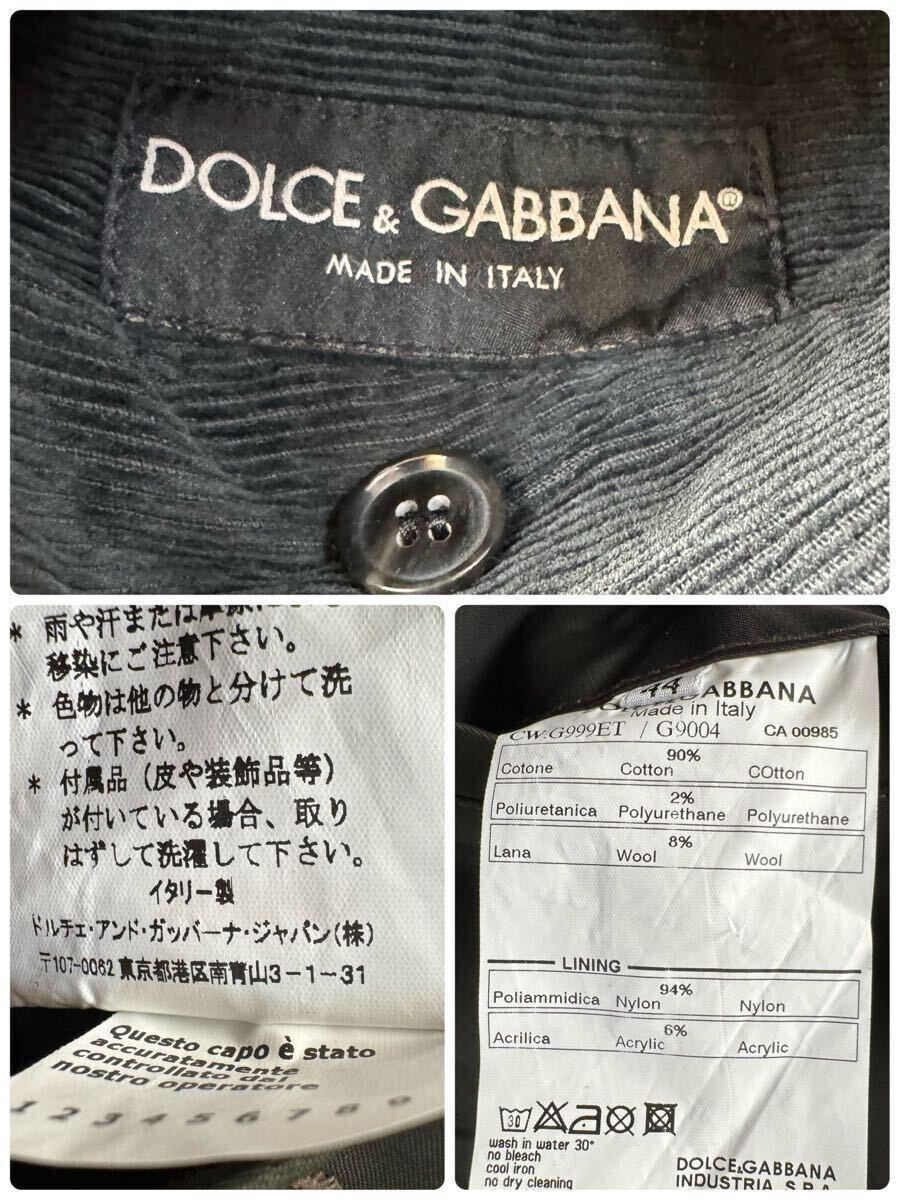 DOLCE & GABBANA®
MADE IN ITALY
* 雨や汗または
移染にご注意下さい。
* 色物は他の物と分けて洗
って下さい。
* 付属品（皮や装飾品等）
が付いている場合、取り
はずして洗濯して下さい。
イタリー製
ドルチェ・アンド・ガッバーナ・ジャパン(株)
〒107-0062 東京都港区南青山3-1-31
Questo capo è stato
accuratamente
controllato dal
nostro operatore
1 2 3 4 5 6 7 8 9
44
GABBANA
Made in Italy
CW.G999ET / G9004 CA 00985
90%
Cotone Cotton COtton
2%
Poliuretanica Polyurethane Polyurethane
8%
Lana Wool Wool
LINING
94%
Poliammidica Nylon Nylon
6%
Acrilica Acrylic Acrylic
30
wash in water 30°
no bleach
cool iron
no dry cleaning
DOLCE&GABBANA
INDUSTRIA S.P.A.